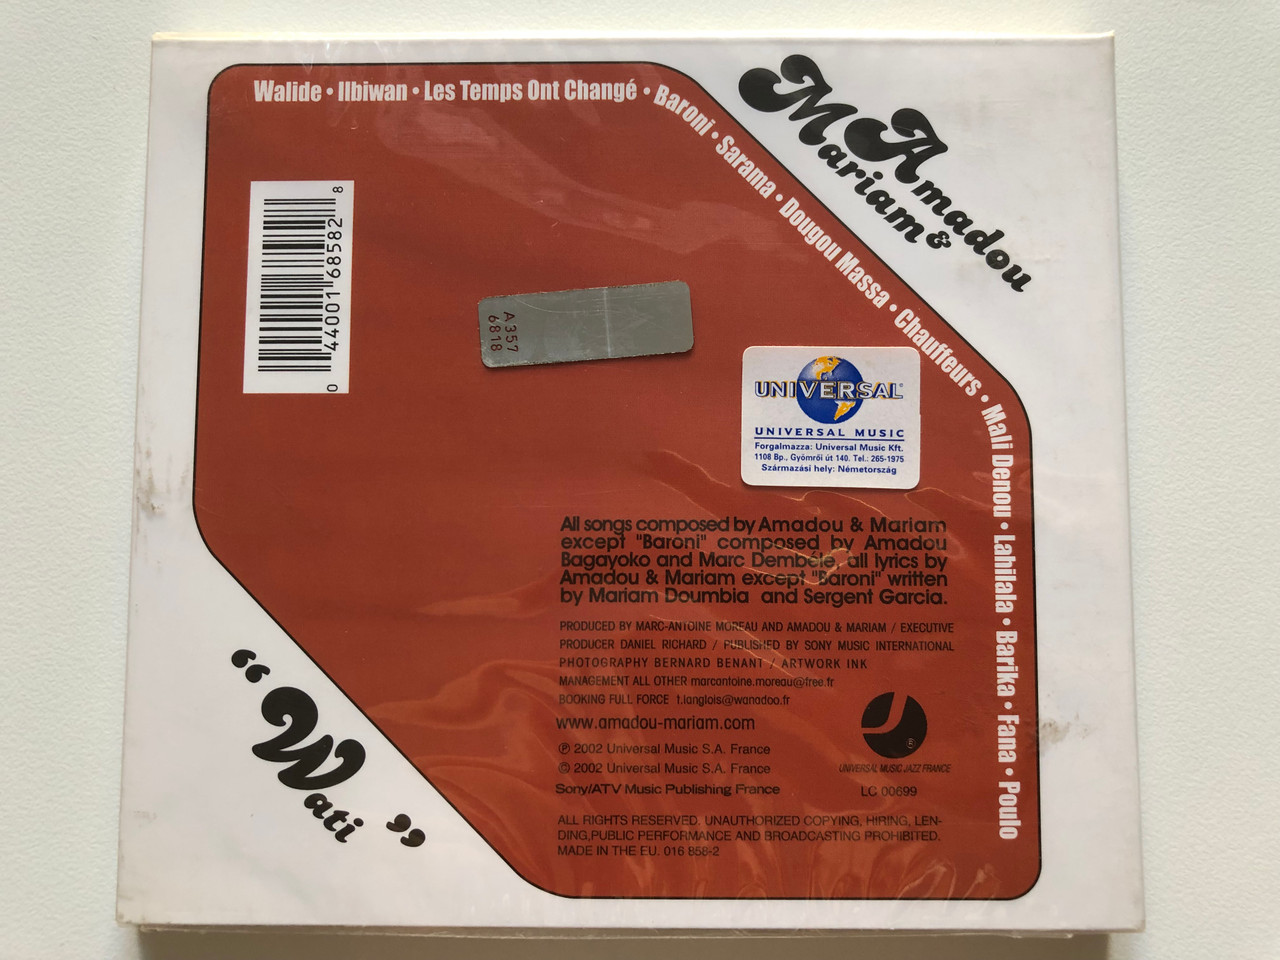 Walide • Ilbiwan • Les Temps Ont Changé • Baroni • Sarama • Dougou Massa • Chauffeurs • Mali Denou • Lahilala • Barika • Fana • Poulo
Amadou
& Mariam
0 44001 68582 8
A357
6818
UNIVERSAL®
UNIVERSAL MUSIC
Forgalmazza: Universal Music Kft.
1108 Bp., Gyömrői út 140. Tel.: 265-1975
Származási hely: Németország
All songs composed by Amadou & Mariam
except "Baroni" composed by Amadou
Bagayoko and Marc Dembéle, all lyrics by
Amadou & Mariam except "Baroni" written
by Mariam Doumbia and Sergent Garcia.
PRODUCED BY MARC-ANTOINE MOREAU AND AMADOU & MARIAM / EXECUTIVE
PRODUCER DANIEL RICHARD / PUBLISHED BY SONY MUSIC INTERNATIONAL
PHOTOGRAPHY BERNARD BENANT / ARTWORK INK
MANAGEMENT ALL OTHER marcantoine.moreau@free.fr
BOOKING FULL FORCE t.langlois@wanadoo.fr
www.amadou-mariam.com
℗ 2002 Universal Music S.A. France
© 2002 Universal Music S.A. France
Sony/ATV Music Publishing France
J ®
UNIVERSAL MUSIC JAZZ FRANCE
LC 00699
ALL RIGHTS RESERVED. UNAUTHORIZED COPYING, HIRING, LEN-
DING,PUBLIC PERFORMANCE AND BROADCASTING PROHIBITED.
MADE IN THE EU. 016 858-2
“Wati”